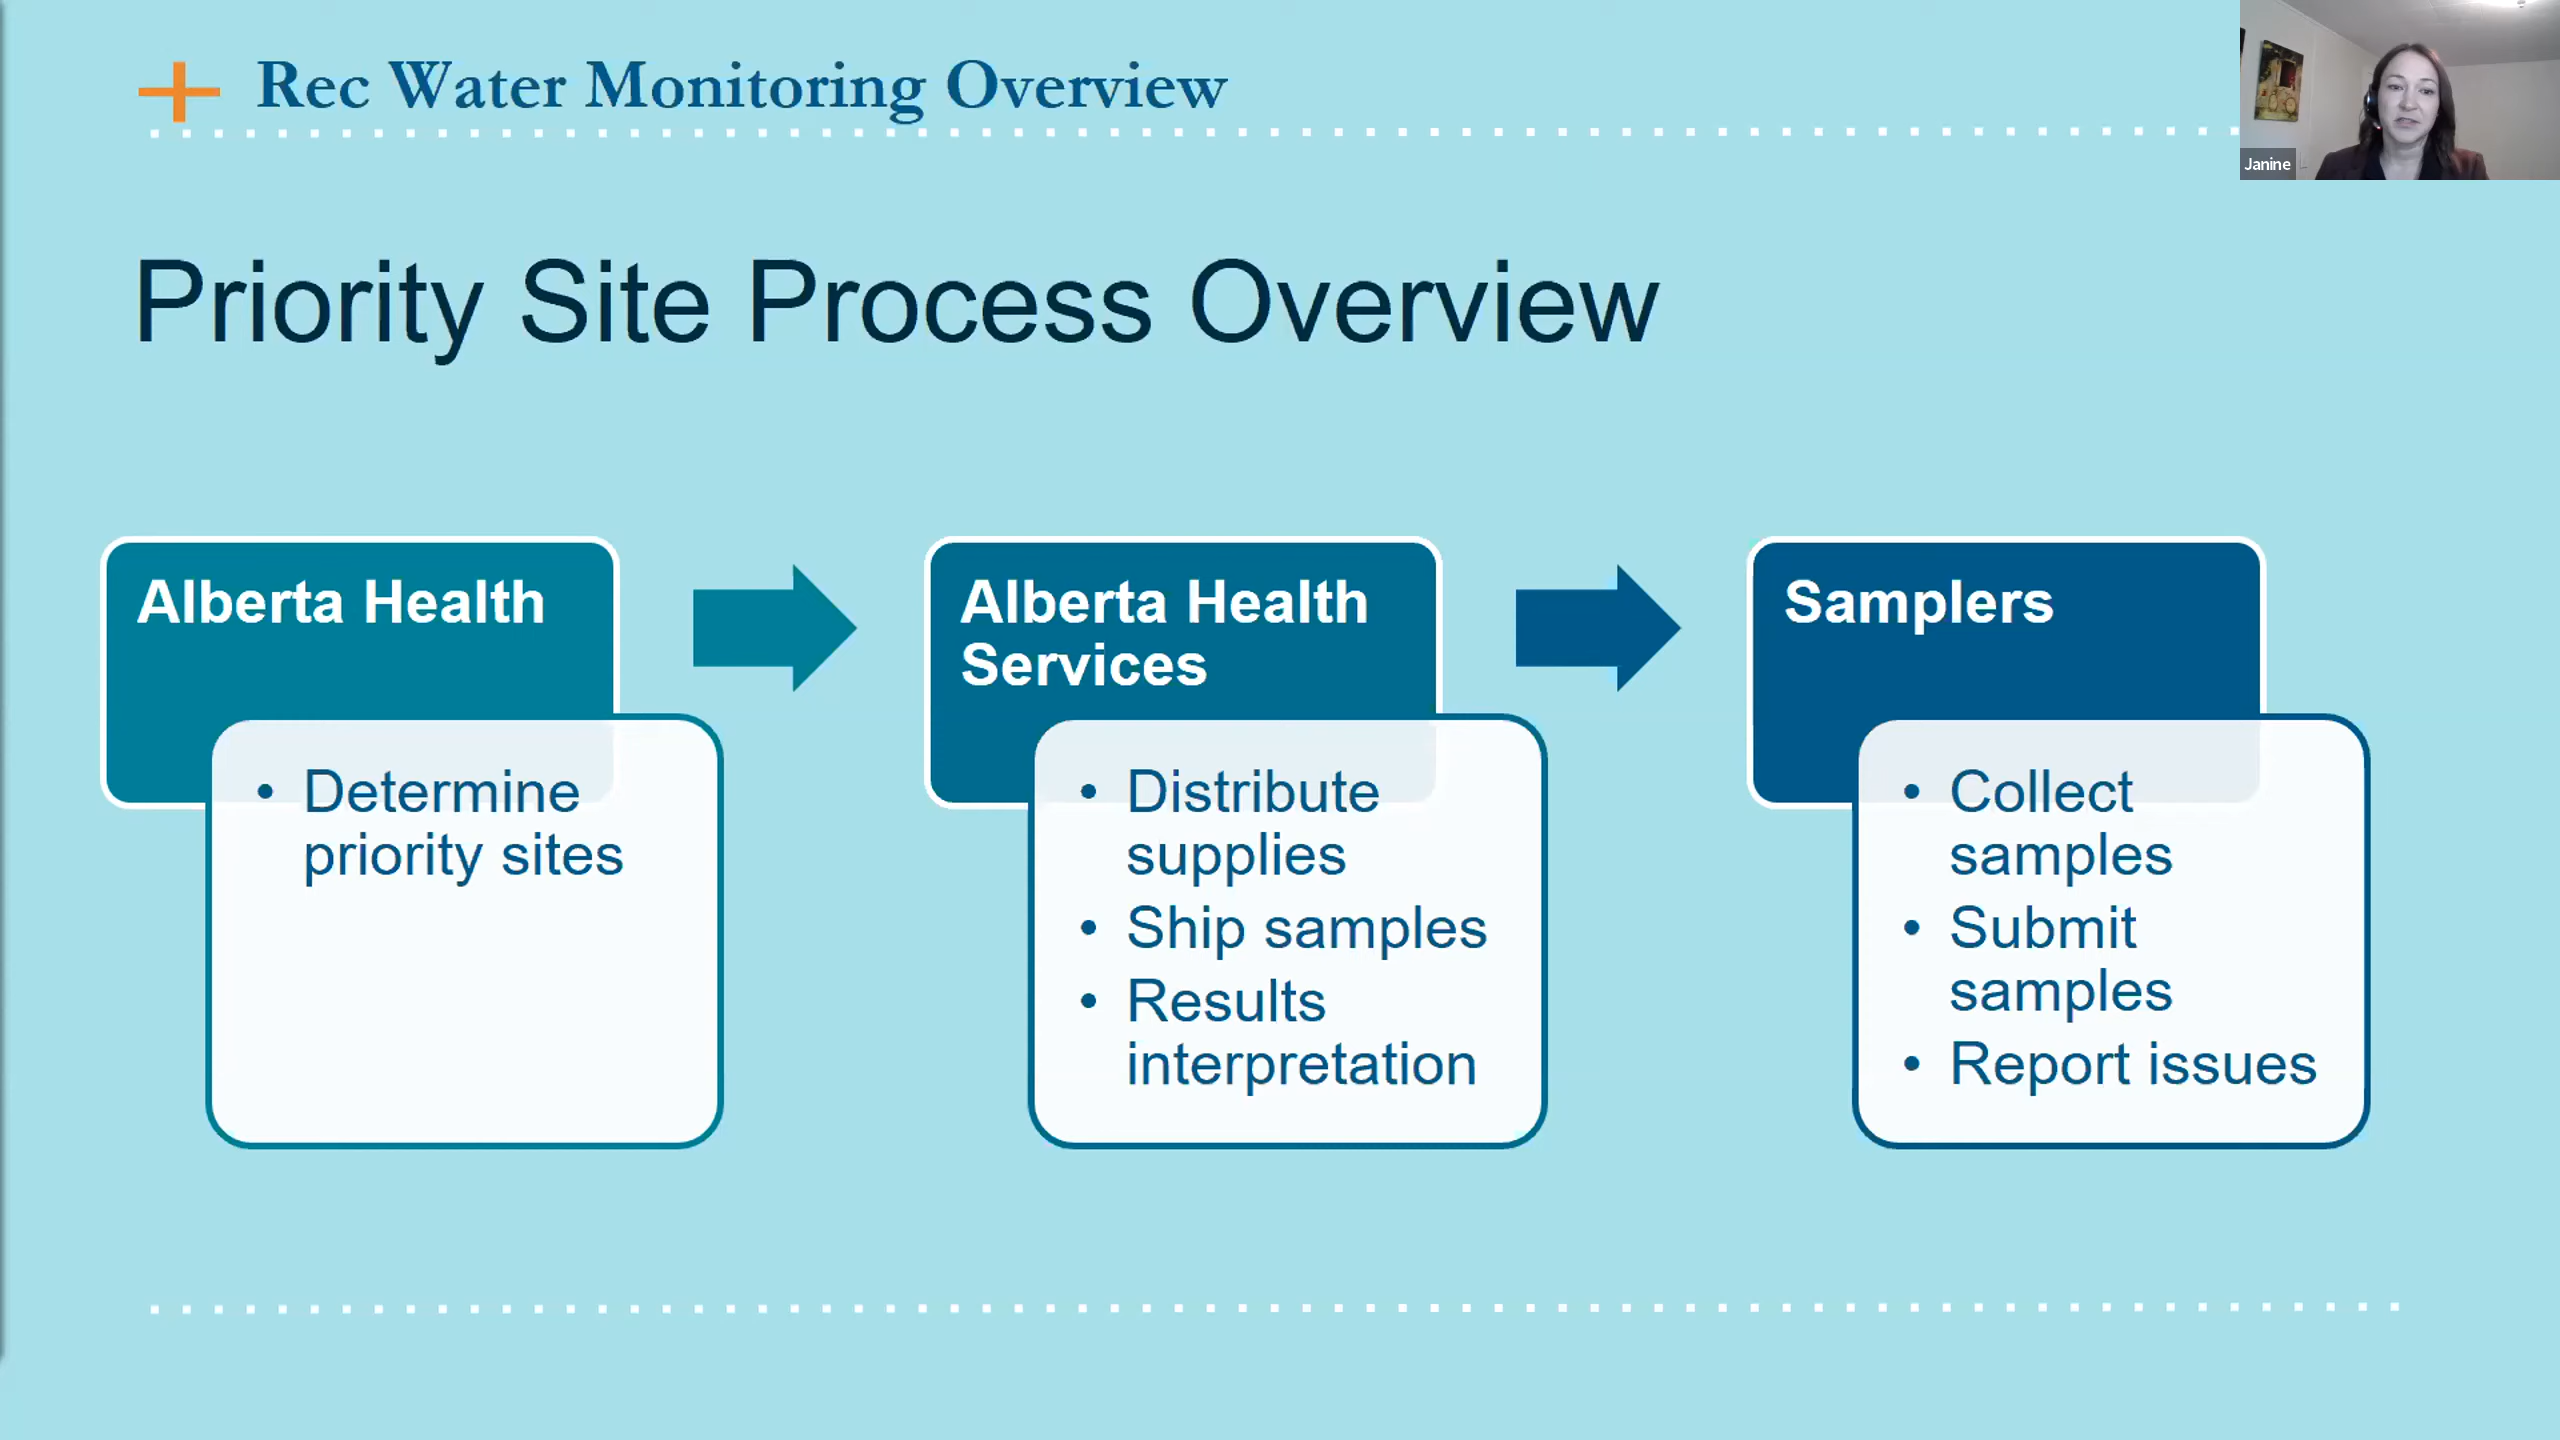 Rec Water Monitoring Overview
Janine
Priority Site Process Overview
Alberta Health
• Determine
priority sites
Alberta Health
Services
• Distribute
supplies
• Ship samples
• Results
interpretation
Samplers
• Collect
samples
• Submit
samples
• Report issues